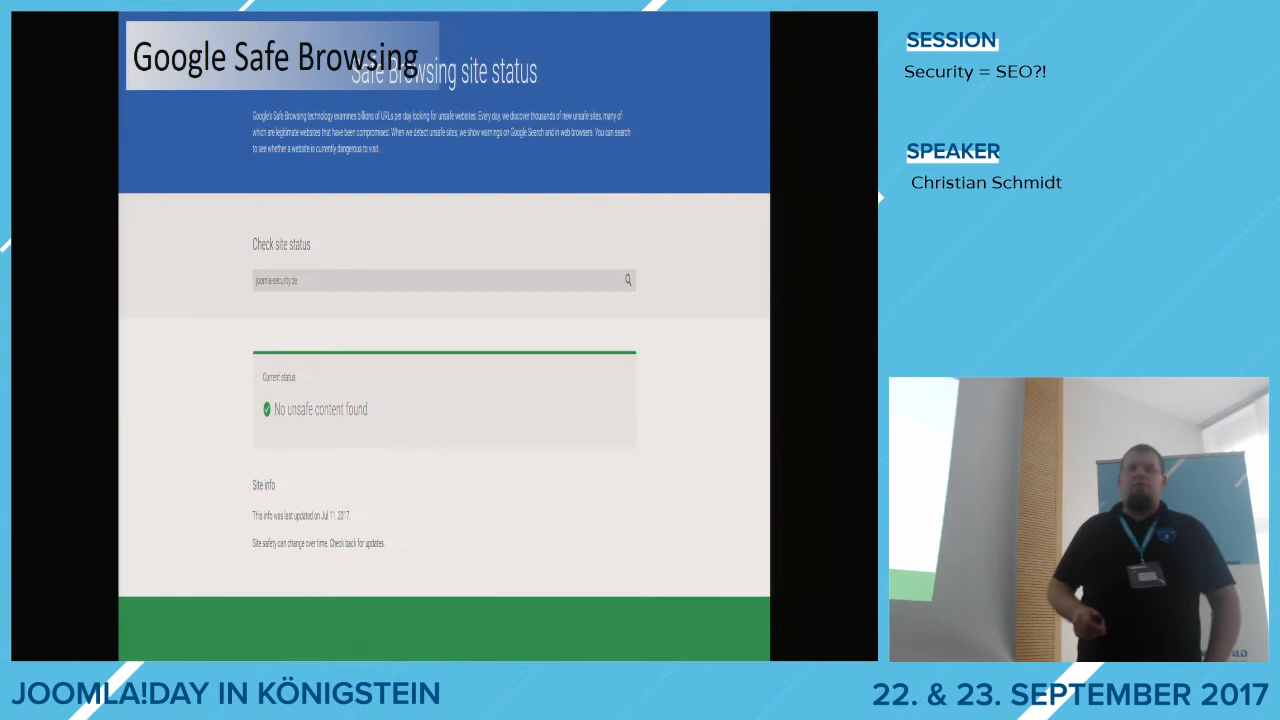 Google Safe Browsing
Safe Browsing site status
Google's Safe Browsing technology examines billions of URLs per day looking for unsafe websites. Every day, we discover thousands of new unsafe sites, many of
which are legitimate websites that have been compromised. When we detect unsafe sites, we show warnings on Google Search and in web browsers. You can search
to see whether a website is currently dangerous to visit.
Check site status
joomla-security.de
Current status
No unsafe content found
Site info
This info was last updated on Jul 11, 2017.
Site safety can change over time. Check back for updates.
SESSION
Security = SEO?!
SPEAKER
Christian Schmidt
JOOMLA!DAY IN KÖNIGSTEIN
22. & 23. SEPTEMBER 2017